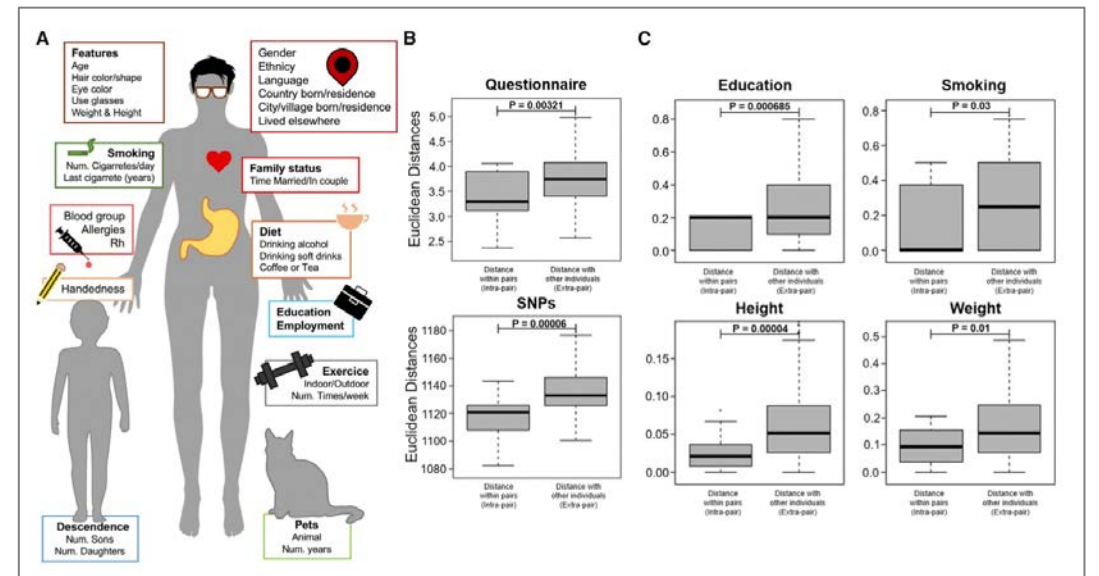 A
Features
Age
Hair color/shape
Eye color
Use glasses
Weight & Height
Gender
Ethnicy
Language
Country born/residence
City/village born/residence
Lived elsewhere
Smoking
Num. Cigarretes/day
Last cigarrete (years)
Family status
Time Married/In couple
Blood group
Allergies
Rh
Diet
Drinking alcohol
Drinking soft drinks
Coffee or Tea
Handedness
Education
Employment
Exercice
Indoor/Outdoor
Num. Times/week
Descendence
Num. Sons
Num. Daughters
Pets
Animal
Num. years
B
Questionnaire
P = 0.00321
Euclidean Distances
5.0
4.5
4.0
3.5
3.0
2.5
Distance
within pairs
(Intra-pair)
Distance with
other individuals
(Extra-pair)
SNPs
P = 0.00006
Euclidean Distances
1180
1160
1140
1120
1100
1080
Distance
within pairs
(Intra-pair)
Distance with
other individuals
(Extra-pair)
C
Education
P = 0.000685
0.8
0.6
0.4
0.2
0.0
Distance
within pairs
(Intra-pair)
Distance with
other individuals
(Extra-pair)
Smoking
P = 0.03
0.8
0.6
0.4
0.2
0.0
Distance
within pairs
(Intra-pair)
Distance with
other individuals
(Extra-pair)
Height
P = 0.00004
0.15
0.10
0.05
0.00
Distance
within pairs
(Intra-pair)
Distance with
other individuals
(Extra-pair)
Weight
P = 0.01
0.5
0.4
0.3
0.2
0.1
0.0
Distance
within pairs
(Intra-pair)
Distance with
other individuals
(Extra-pair)